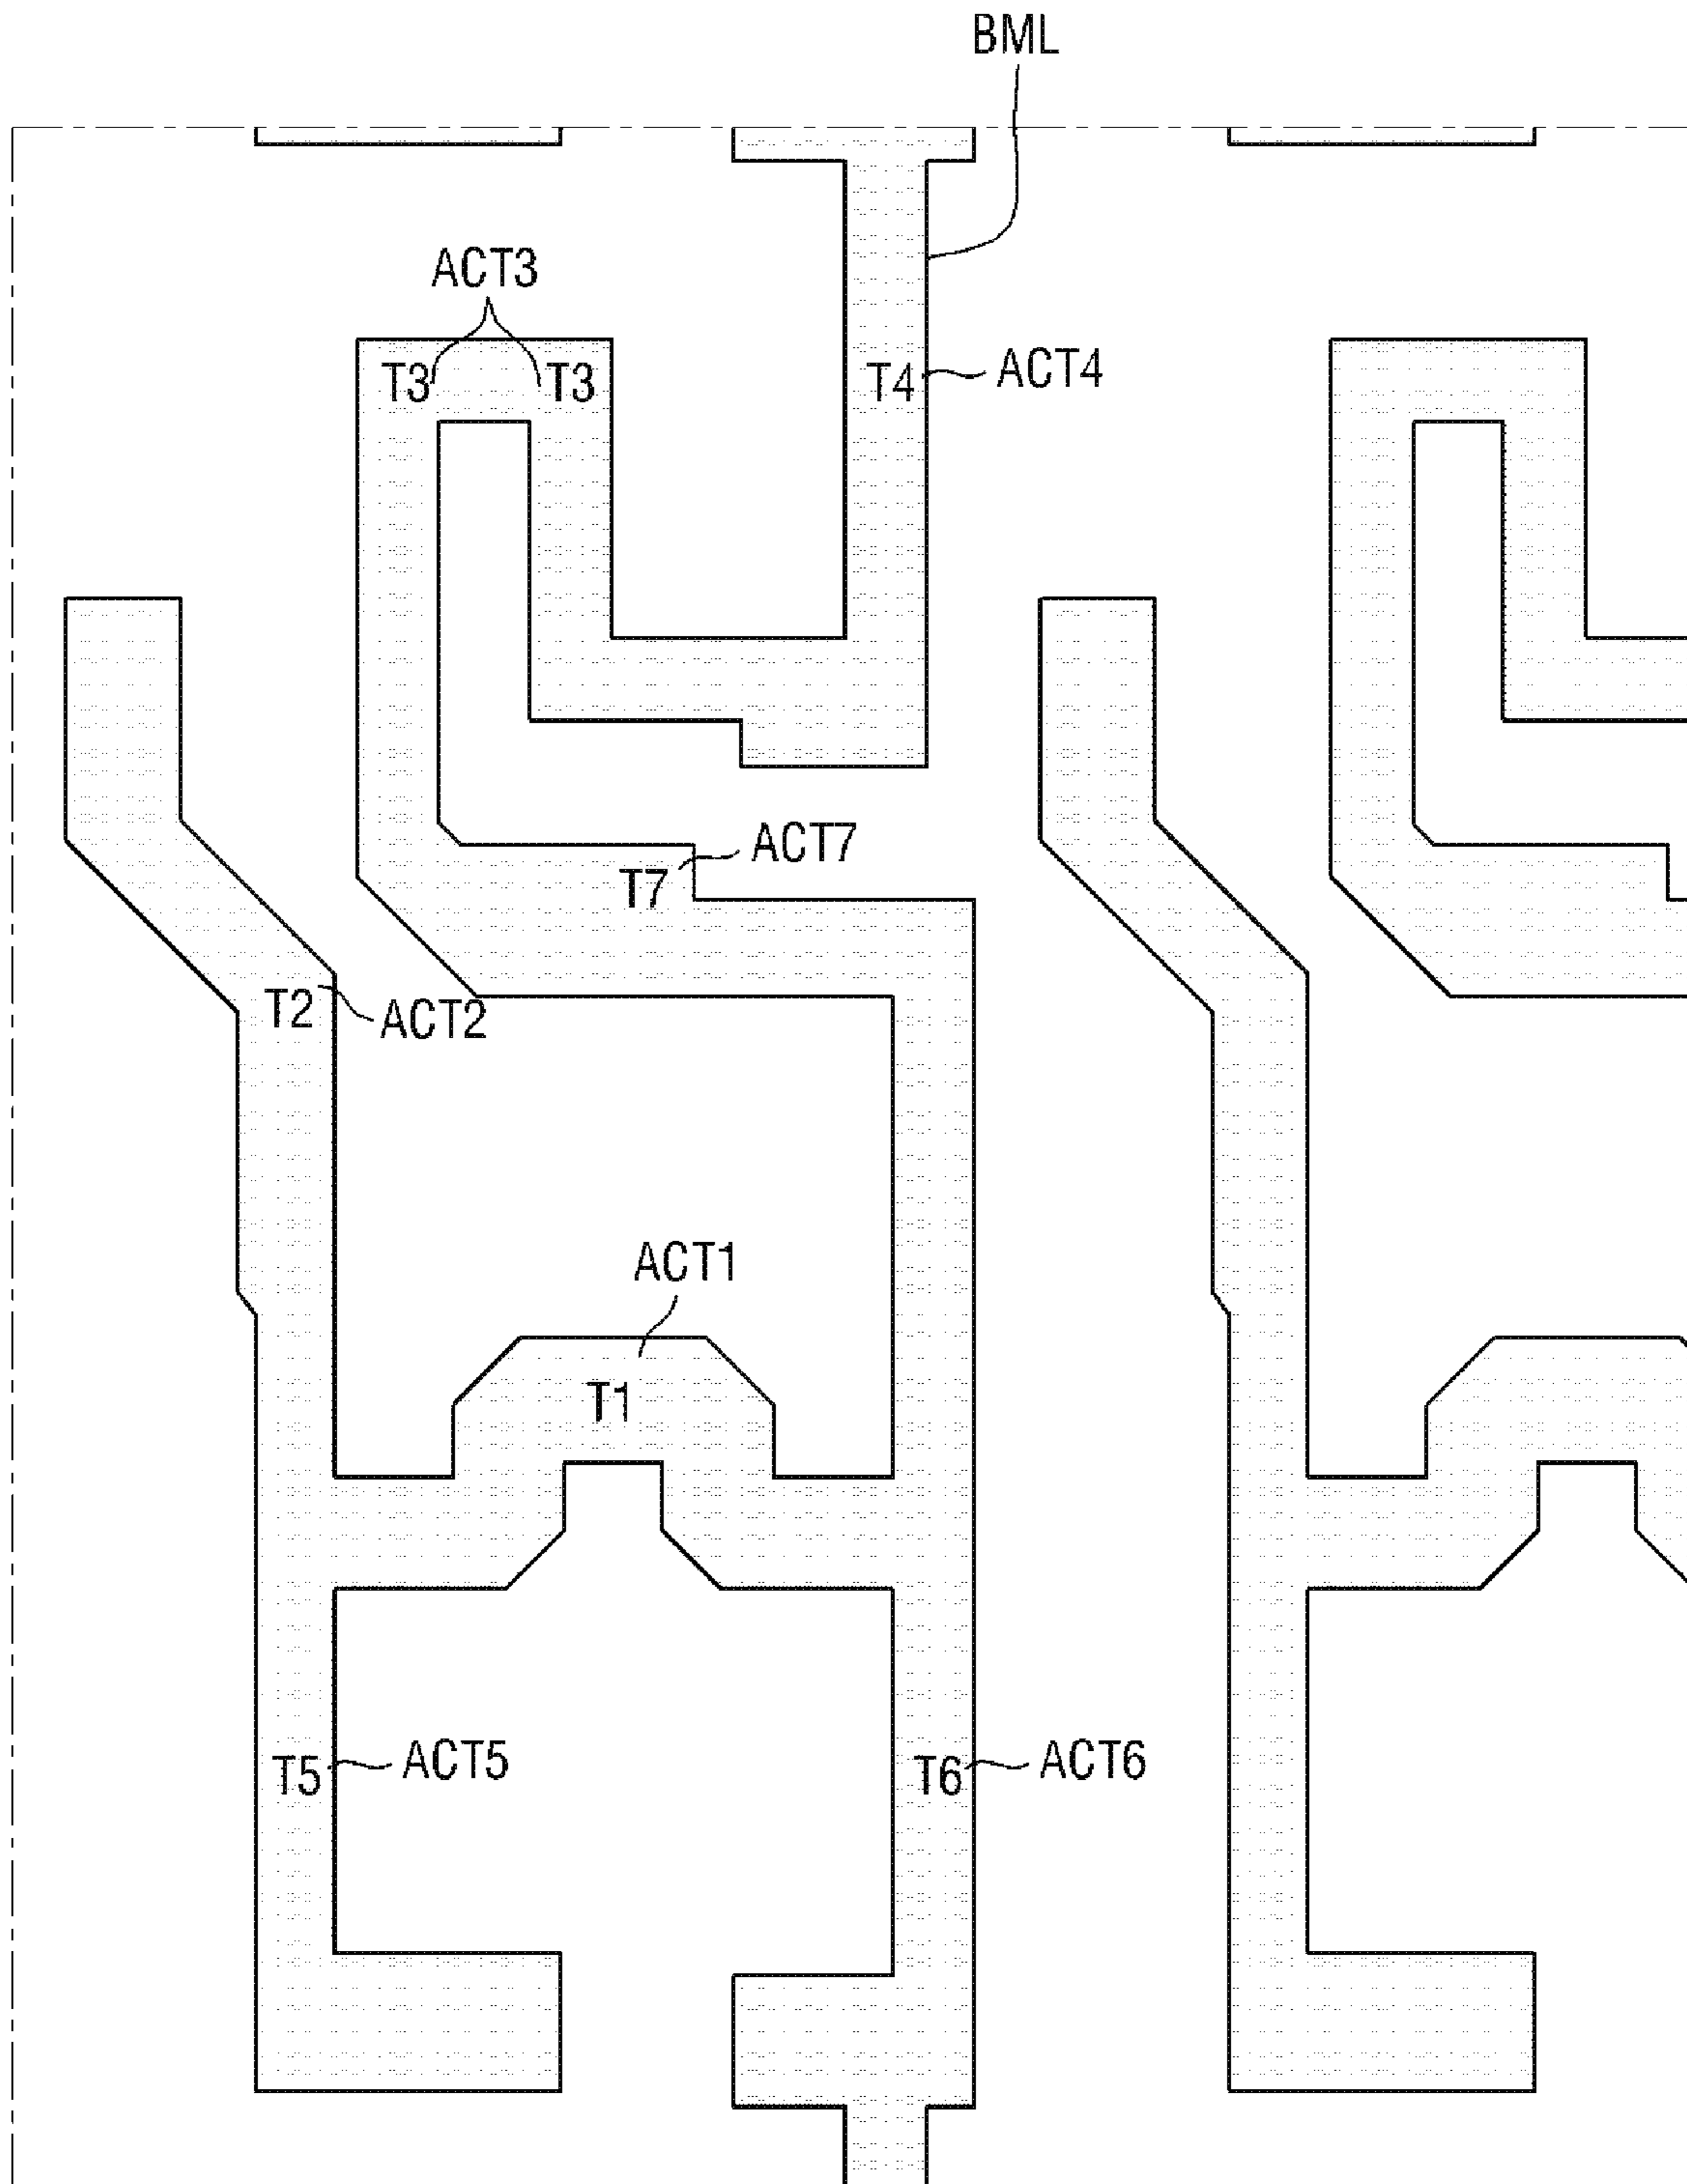 BML
ACT3
T3 T3 T4 ACT4
ACT7
T7
T2 ACT2
ACT1
T1
T5 ACT5 T6 ACT6